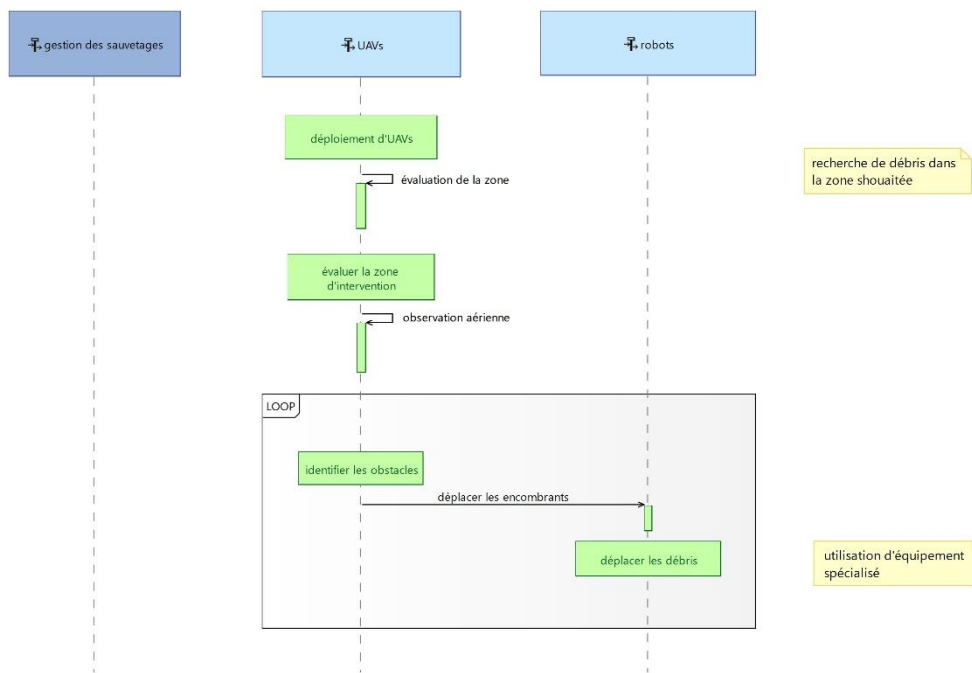 gestion des sauvetages
UAVs
robots
déploiement d'UAVs
évaluation de la zone
recherche de débris dans
la zone shouaitée
évaluer la zone
d'intervention
observation aérienne
LOOP
identifier les obstacles
déplacer les encombrants
déplacer les débris
utilisation d'équipement
spécialisé